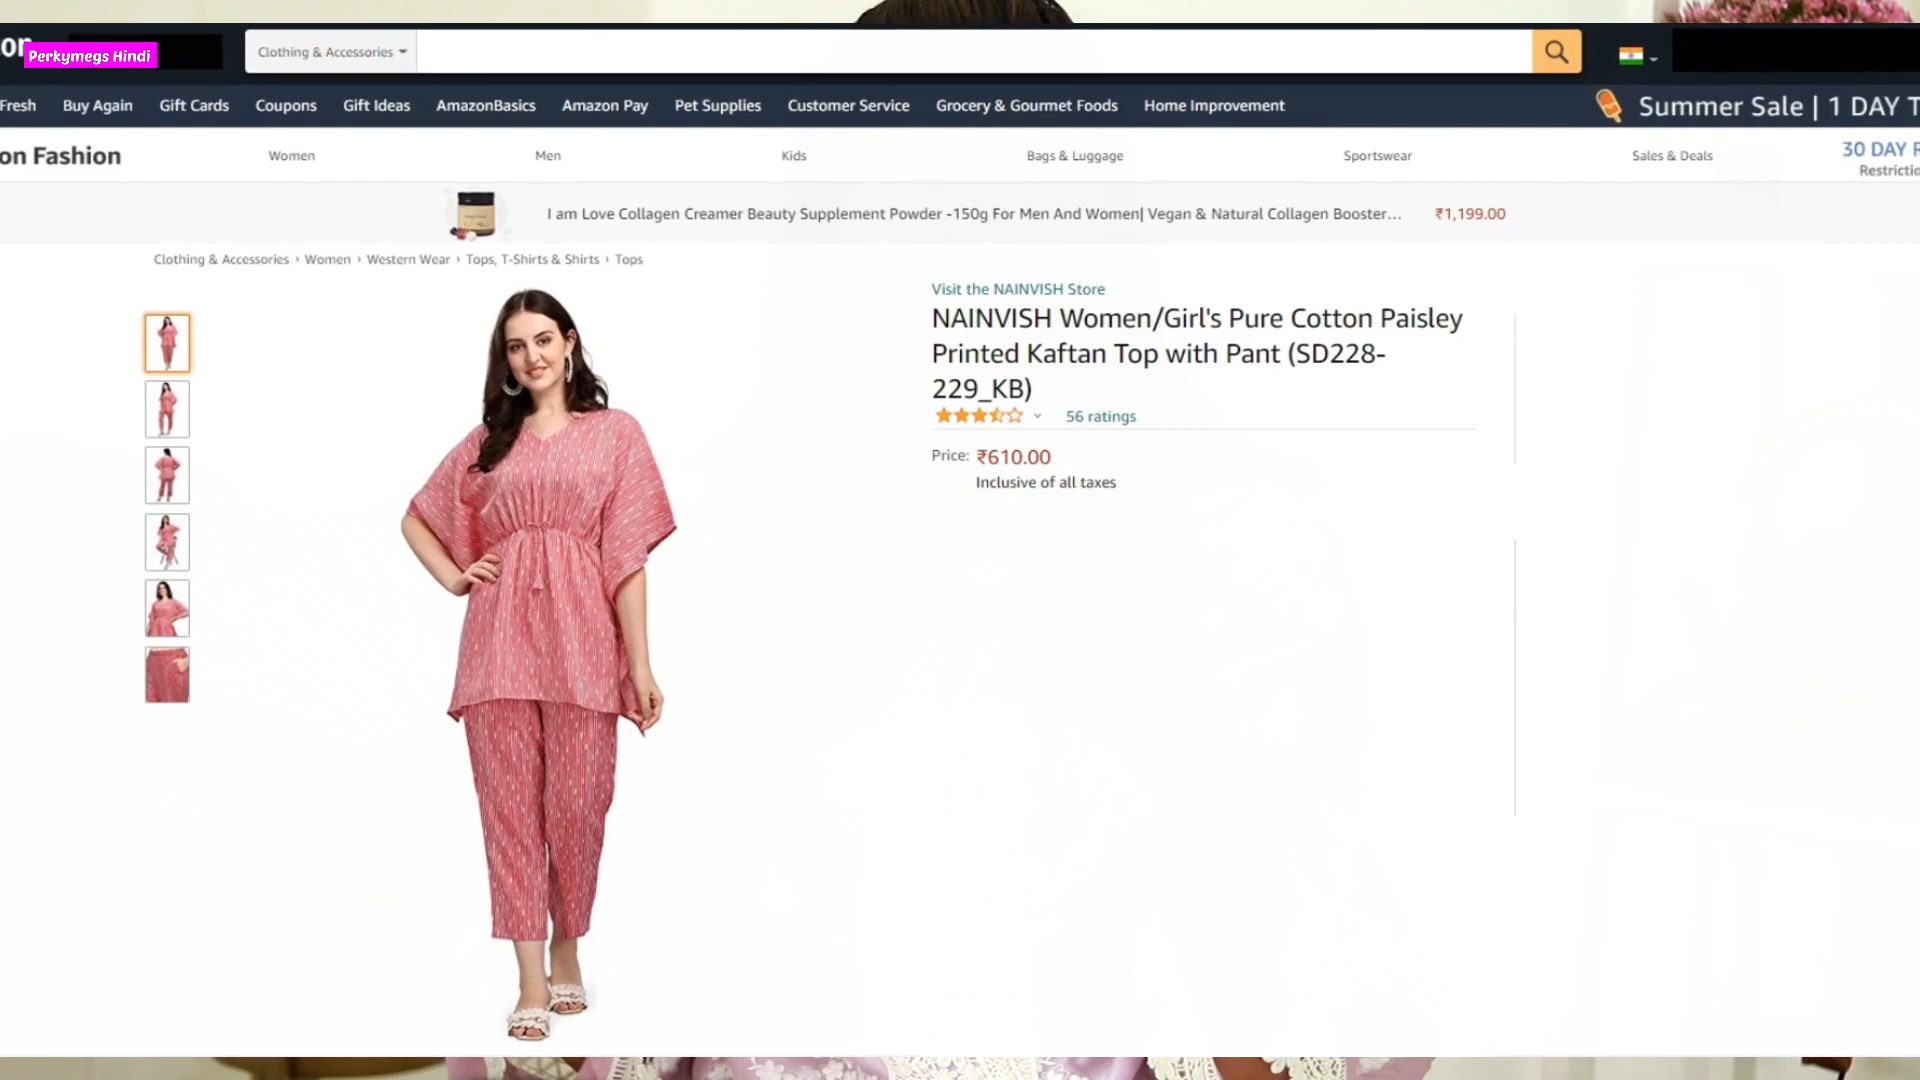 on
Perkymegs Hindi
Clothing & Accessories
Fresh Buy Again Gift Cards Coupons Gift Ideas AmazonBasics Amazon Pay Pet Supplies Customer Service Grocery & Gourmet Foods Home Improvement Summer Sale | 1 DAY T
on Fashion Women Men Kids Bags & Luggage Sportswear Sales & Deals 30 DAY R
Restrictio
I am Love Collagen Creamer Beauty Supplement Powder -150g For Men And Women| Vegan & Natural Collagen Booster... ₹1,199.00
Clothing & Accessories › Women › Western Wear › Tops, T-Shirts & Shirts › Tops
Visit the NAINVISH Store
NAINVISH Women/Girl's Pure Cotton Paisley
Printed Kaftan Top with Pant (SD228-
229_KB)
56 ratings
Price: ₹610.00
Inclusive of all taxes